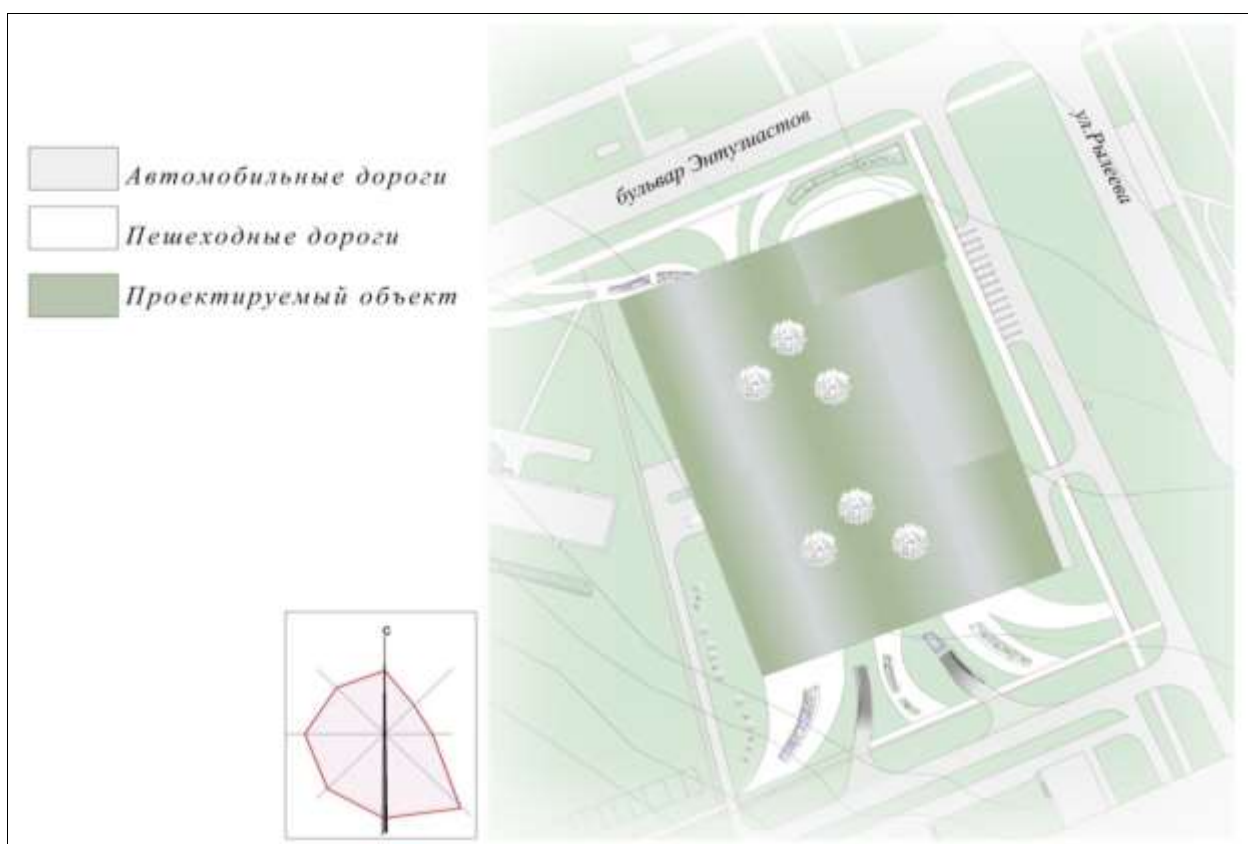 Автомобильные дороги
Пешеходные дороги
Проектируемый объект
бульвар Энтузиастов
ул.Рылеева
С